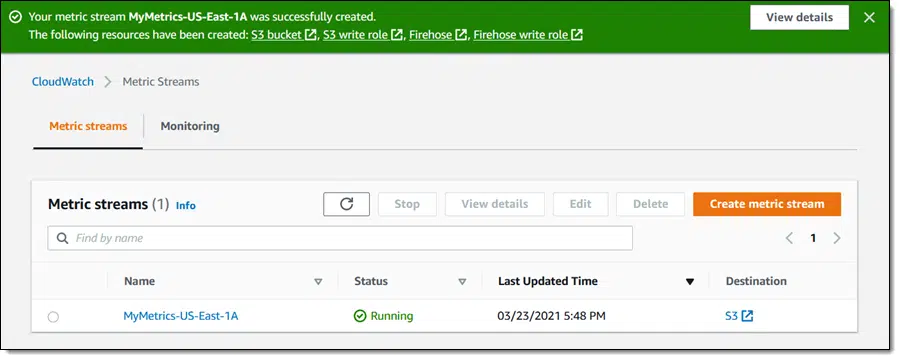 Your metric stream MyMetrics-US-East-1A was successfully created.
The following resources have been created: S3 bucket, S3 write role, Firehose, Firehose write role
View details
CloudWatch > Metric Streams
Metric streams
Monitoring
Metric streams (1) Info
Stop
View details
Edit
Delete
Create metric stream
Find by name
1
Name Status Last Updated Time Destination
MyMetrics-US-East-1A Running 03/23/2021 5:48 PM S3